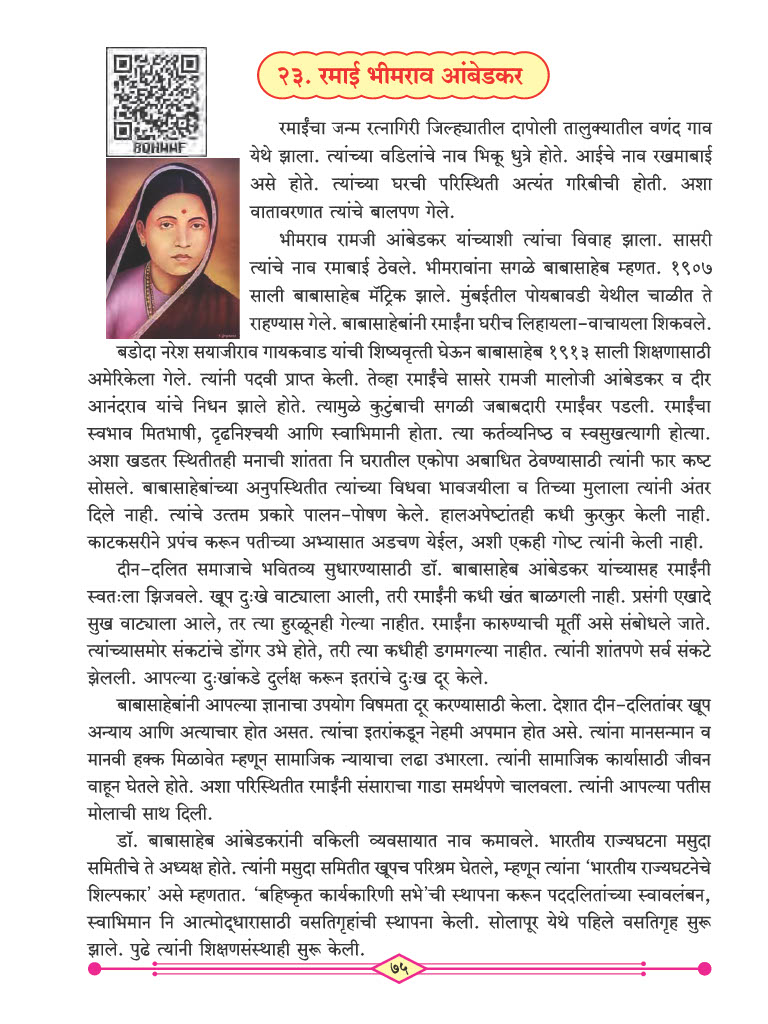 २३. रमाई भीमराव आंबेडकर
BQHWWF
रमाईंचा जन्म रत्नागिरी जिल्ह्यातील दापोली तालुक्यातील वणंद गाव
येथे झाला. त्यांच्या वडिलांचे नाव भिकू धुत्रे होते. आईचे नाव रखमाबाई
असे होते. त्यांच्या घरची परिस्थिती अत्यंत गरिबीची होती. अशा
वातावरणात त्यांचे बालपण गेले.
भीमराव रामजी आंबेडकर यांच्याशी त्यांचा विवाह झाला. सासरी
त्यांचे नाव रमाबाई ठेवले. भीमरावांना सगळे बाबासाहेब म्हणत. १९०७
साली बाबासाहेब मॅट्रिक झाले. मुंबईतील पोयबावडी येथील चाळीत ते
राहण्यास गेले. बाबासाहेबांनी रमाईंना घरीच लिहायला-वाचायला शिकवले.
बडोदा नरेश सयाजीराव गायकवाड यांची शिष्यवृत्ती घेऊन बाबासाहेब १९१३ साली शिक्षणासाठी
अमेरिकेला गेले. त्यांनी पदवी प्राप्त केली. तेव्हा रमाईंचे सासरे रामजी मालोजी आंबेडकर व दीर
आनंदराव यांचे निधन झाले होते. त्यामुळे कुटुंबाची सगळी जबाबदारी रमाईंवर पडली. रमाईंचा
स्वभाव मितभाषी, दृढनिश्चयी आणि स्वाभिमानी होता. त्या कर्तव्यनिष्ठ व स्वसुखत्यागी होत्या.
अशा खडतर स्थितीतही मनाची शांतता नि घरातील एकोपा अबाधित ठेवण्यासाठी त्यांनी फार कष्ट
सोसले. बाबासाहेबांच्या अनुपस्थितीत त्यांच्या विधवा भावजयीला व तिच्या मुलाला त्यांनी अंतर
दिले नाही. त्यांचे उत्तम प्रकारे पालन-पोषण केले. हालअपेष्टांतही कधी कुरकुर केली नाही.
काटकसरीने प्रपंच करून पतीच्या अभ्यासात अडचण येईल, अशी एकही गोष्ट त्यांनी केली नाही.
दीन-दलित समाजाचे भवितव्य सुधारण्यासाठी डॉ. बाबासाहेब आंबेडकर यांच्यासह रमाईंनी
स्वतःला झिजवले. खूप दुःखे वाट्याला आली, तरी रमाईंनी कधी खंत बाळगली नाही. प्रसंगी एखादे
सुख वाट्याला आले, तर त्या हुरळूनही गेल्या नाहीत. रमाईंना कारुण्याची मूर्ती असे संबोधले जाते.
त्यांच्यासमोर संकटांचे डोंगर उभे होते, तरी त्या कधीही डगमगल्या नाहीत. त्यांनी शांतपणे सर्व संकटे
झेलली. आपल्या दुःखांकडे दुर्लक्ष करून इतरांचे दुःख दूर केले.
बाबासाहेबांनी आपल्या ज्ञानाचा उपयोग विषमता दूर करण्यासाठी केला. देशात दीन-दलितांवर खूप
अन्याय आणि अत्याचार होत असत. त्यांचा इतरांकडून नेहमी अपमान होत असे. त्यांना मानसन्मान व
मानवी हक्क मिळावेत म्हणून सामाजिक न्यायाचा लढा उभारला. त्यांनी सामाजिक कार्यासाठी जीवन
वाहून घेतले होते. अशा परिस्थितीत रमाईंनी संसाराचा गाडा समर्थपणे चालवला. त्यांनी आपल्या पतीस
मोलाची साथ दिली.
डॉ. बाबासाहेब आंबेडकरांनी वकिली व्यवसायात नाव कमावले. भारतीय राज्यघटना मसुदा
समितीचे ते अध्यक्ष होते. त्यांनी मसुदा समितीत खूपच परिश्रम घेतले, म्हणून त्यांना ‘भारतीय राज्यघटनेचे
शिल्पकार’ असे म्हणतात. ‘बहिष्कृत कार्यकारिणी सभे’ची स्थापना करून पददलितांच्या स्वावलंबन,
स्वाभिमान नि आत्मोद्धारासाठी वसतिगृहांची स्थापना केली. सोलापूर येथे पहिले वसतिगृह सुरू
झाले. पुढे त्यांनी शिक्षणसंस्थाही सुरू केली.
७५